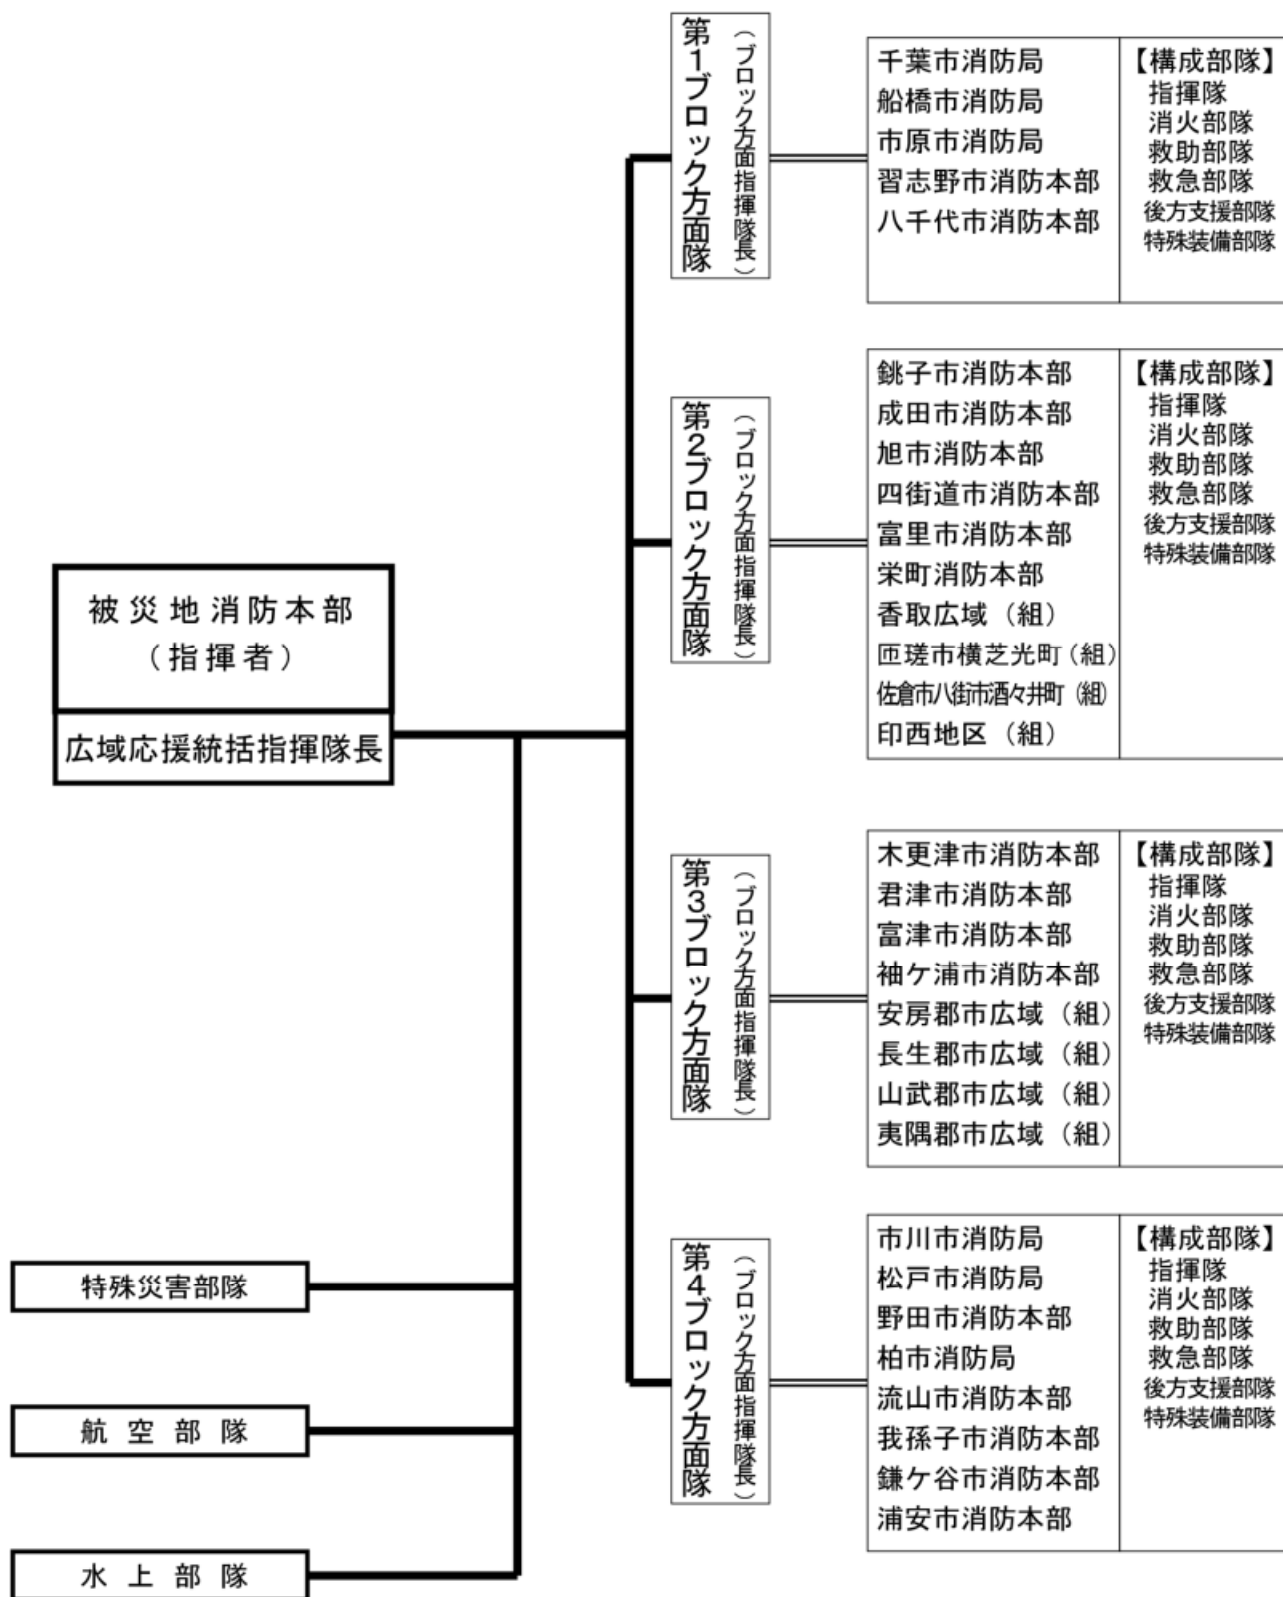 被災地消防本部
（指揮者）
広域応援統括指揮隊長
特殊災害部隊
航空部隊
水上部隊
第1ブロック方面隊
（ブロック方面指揮隊長）
千葉市消防局
船橋市消防局
市原市消防局
習志野市消防本部
八千代市消防本部
【構成部隊】
指揮隊
消火部隊
救助部隊
救急部隊
後方支援部隊
特殊装備部隊
第2ブロック方面隊
（ブロック方面指揮隊長）
銚子市消防本部
成田市消防本部
旭市消防本部
四街道市消防本部
富里市消防本部
栄町消防本部
香取広域（組）
匝瑳市横芝光町（組）
佐倉市八街市酒々井町（組）
印西地区（組）
【構成部隊】
指揮隊
消火部隊
救助部隊
救急部隊
後方支援部隊
特殊装備部隊
第3ブロック方面隊
（ブロック方面指揮隊長）
木更津市消防本部
君津市消防本部
富津市消防本部
袖ケ浦市消防本部
安房郡市広域（組）
長生郡市広域（組）
山武郡市広域（組）
夷隅郡市広域（組）
【構成部隊】
指揮隊
消火部隊
救助部隊
救急部隊
後方支援部隊
特殊装備部隊
第4ブロック方面隊
（ブロック方面指揮隊長）
市川市消防局
松戸市消防局
野田市消防本部
柏市消防局
流山市消防本部
我孫子市消防本部
鎌ケ谷市消防本部
浦安市消防本部
【構成部隊】
指揮隊
消火部隊
救助部隊
救急部隊
後方支援部隊
特殊装備部隊